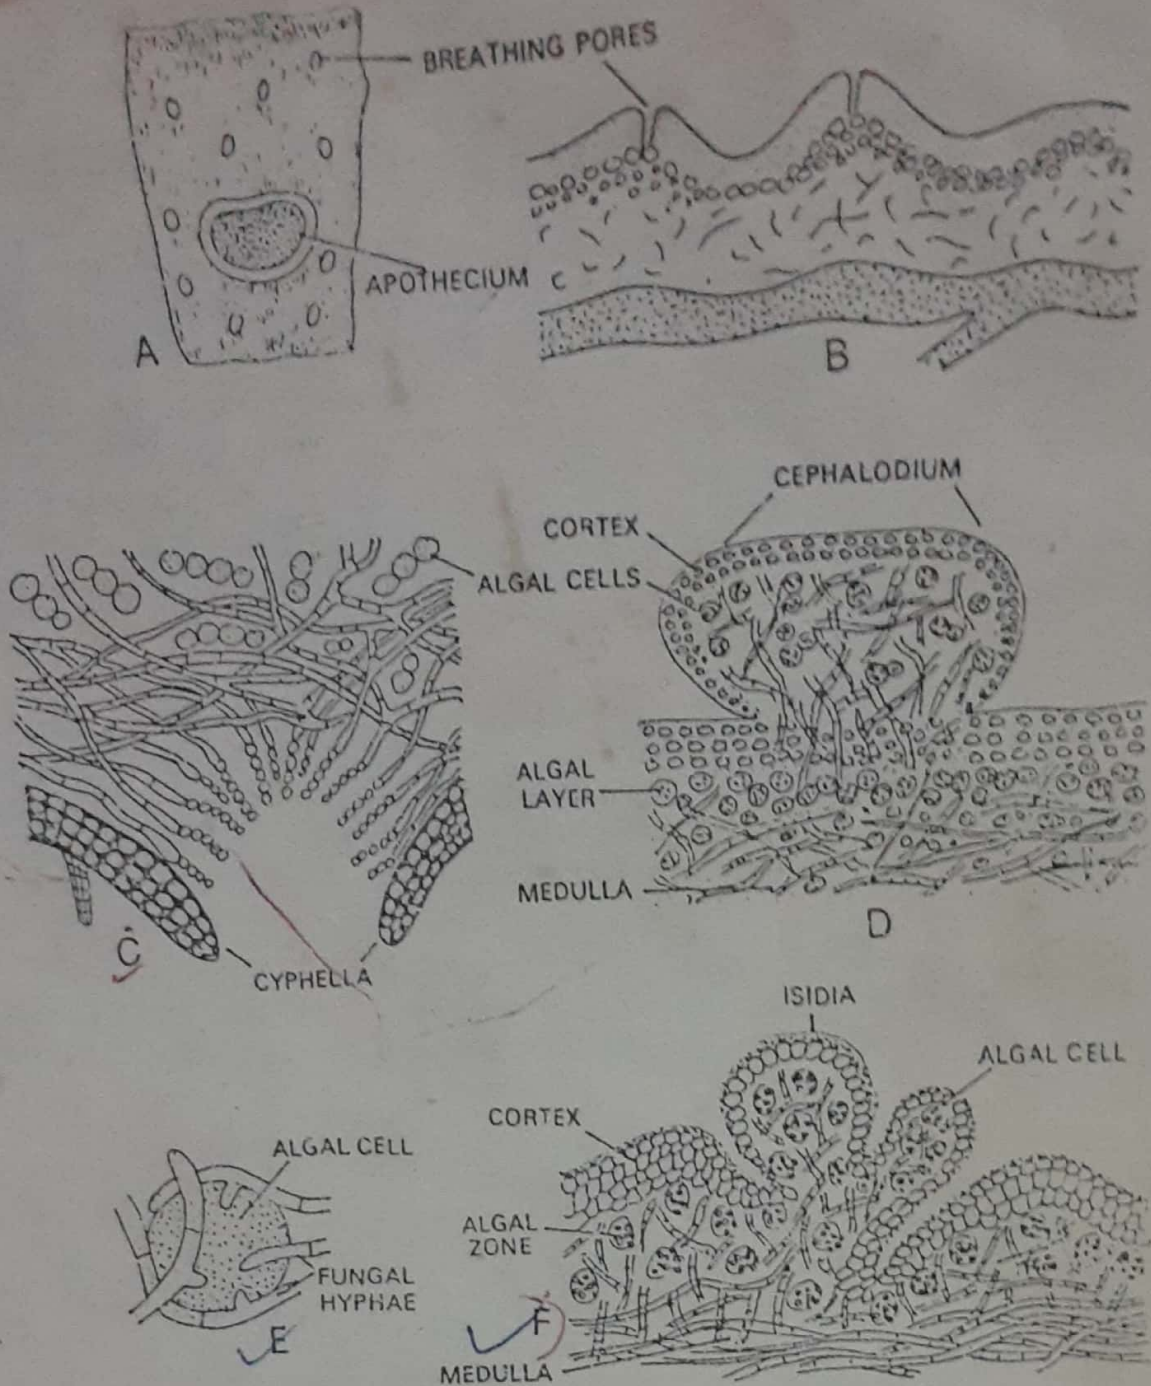 BREATHING PORES
APOTHECIUM
C
A
B
CEPHALODIUM
CORTEX
ALGAL CELLS
ALGAL
LAYER
MEDULLA
C
D
CYPHELLA
ISIDIA
ALGAL CELL
CORTEX
ALGAL CELL
ALGAL
ZONE
FUNGAL
HYPHAE
E
F
MEDULLA